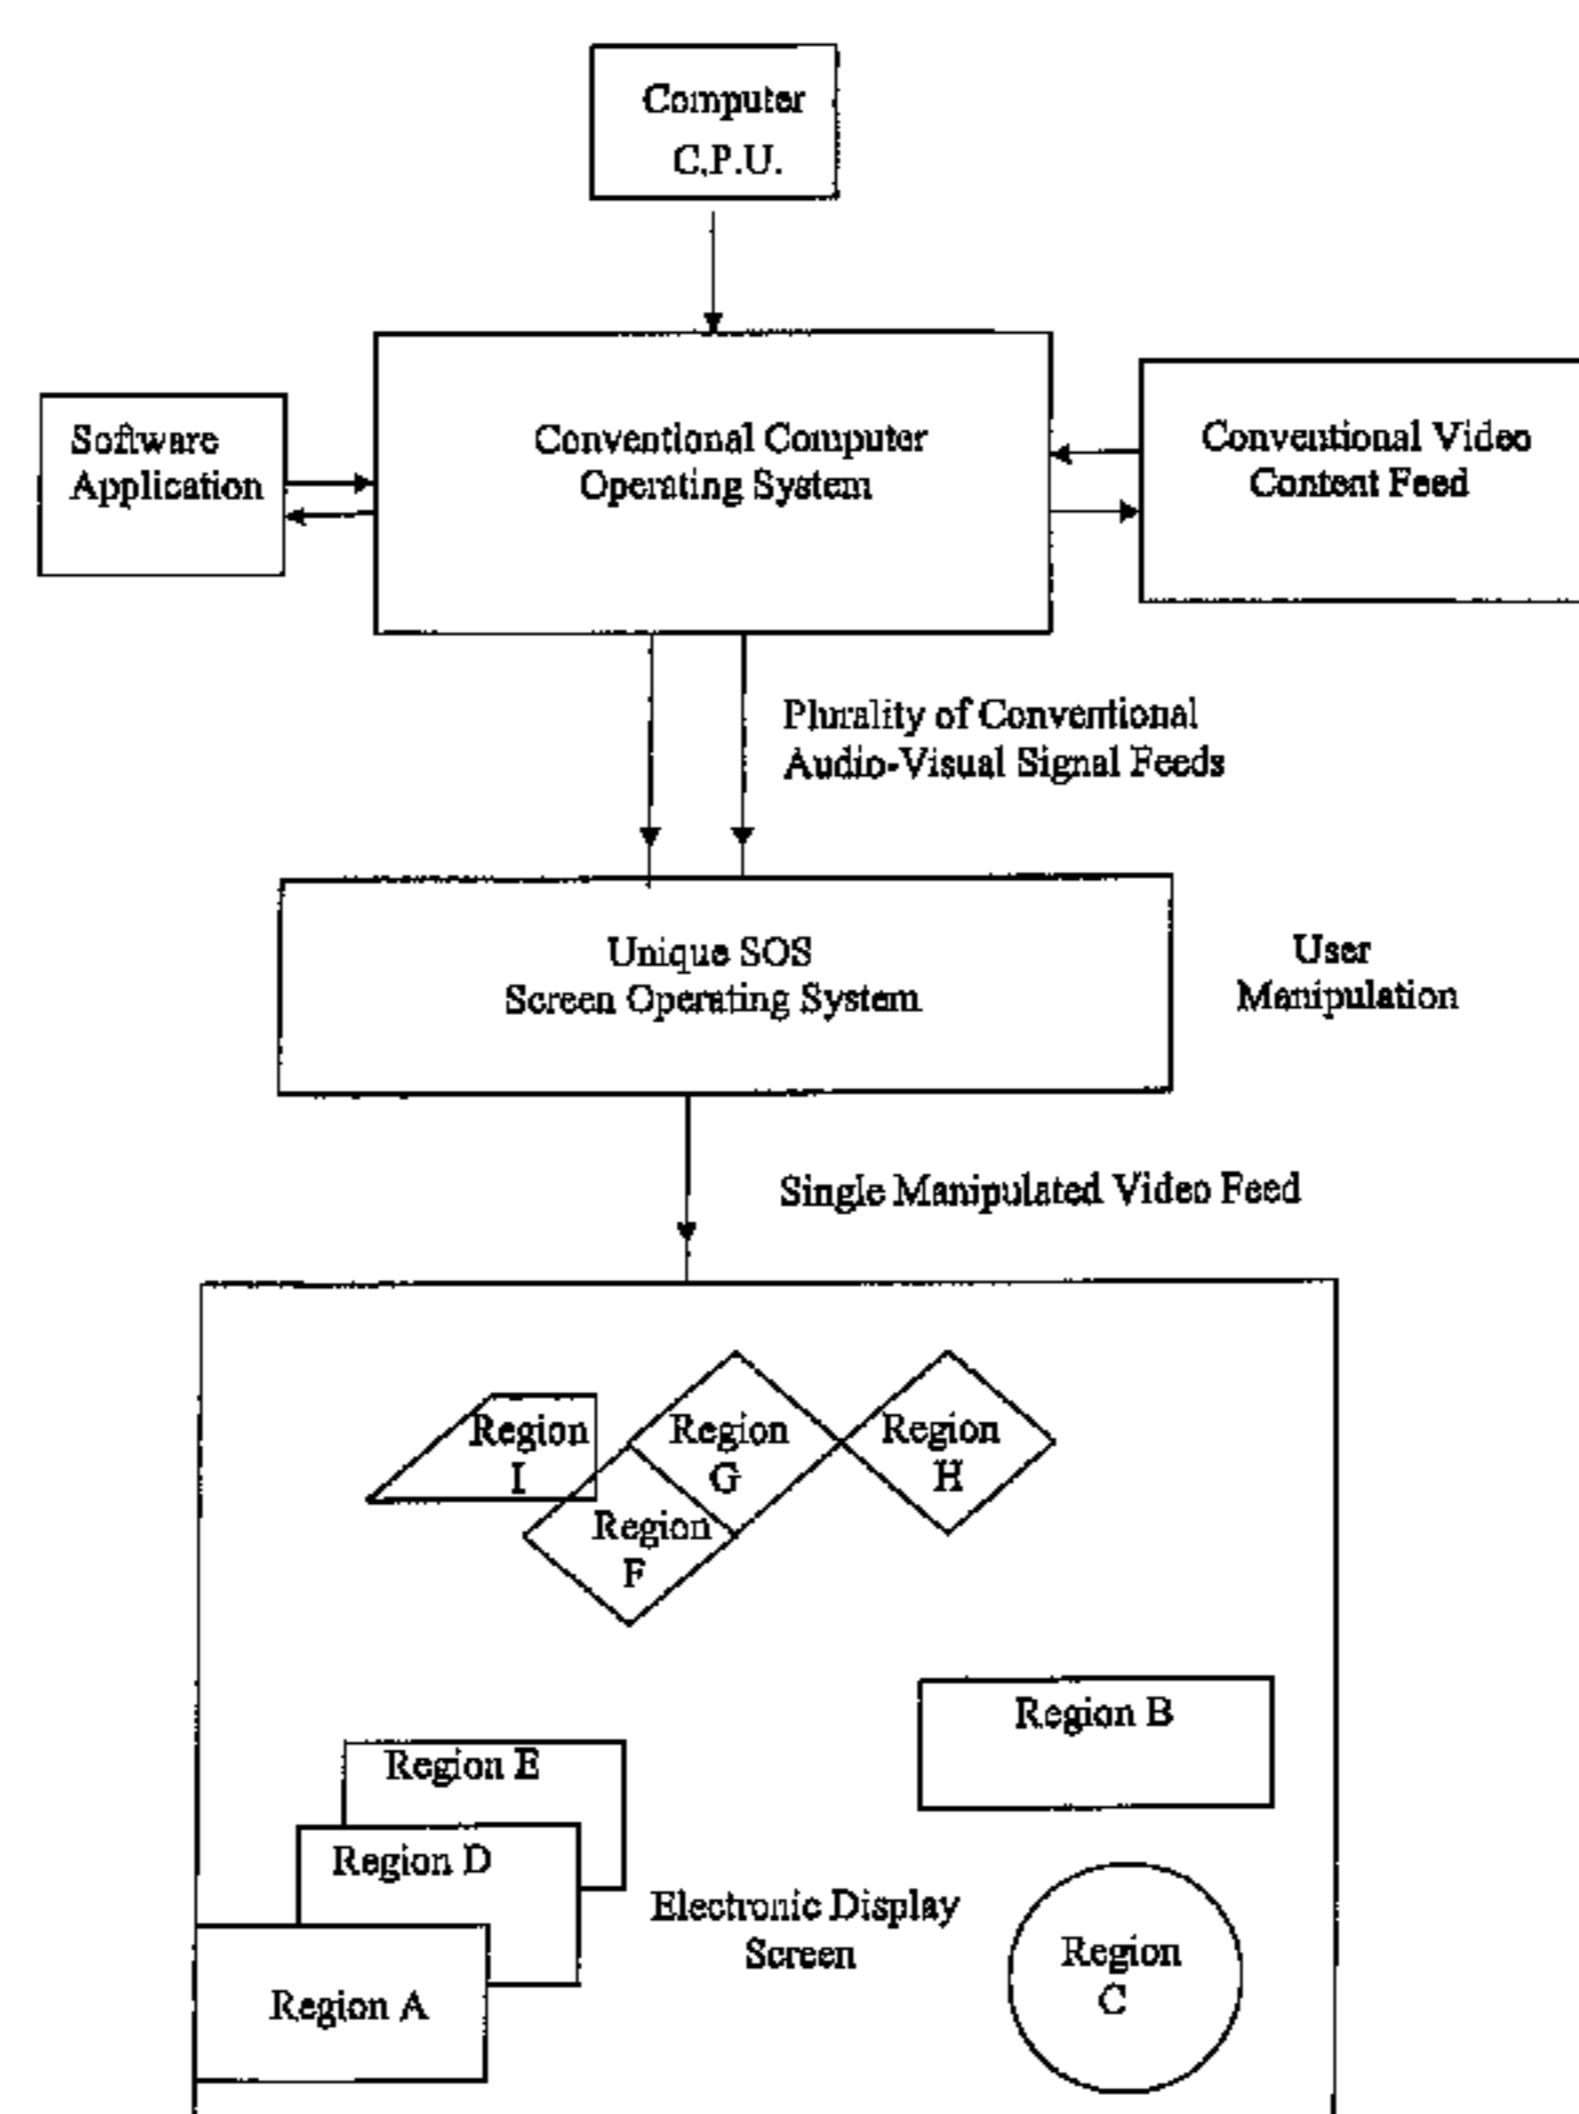 Computer
C.P.U.
Software
Application
Conventional Computer
Operating System
Conventional Video
Content Feed
Plurality of Conventional
Audio-Visual Signal Feeds
Unique SOS
Screen Operating System
User
Manipulation
Single Manipulated Video Feed
Region
I
Region
G
Region
H
Region
F
Region B
Region E
Region D
Region A
Electronic Display
Screen
Region
C